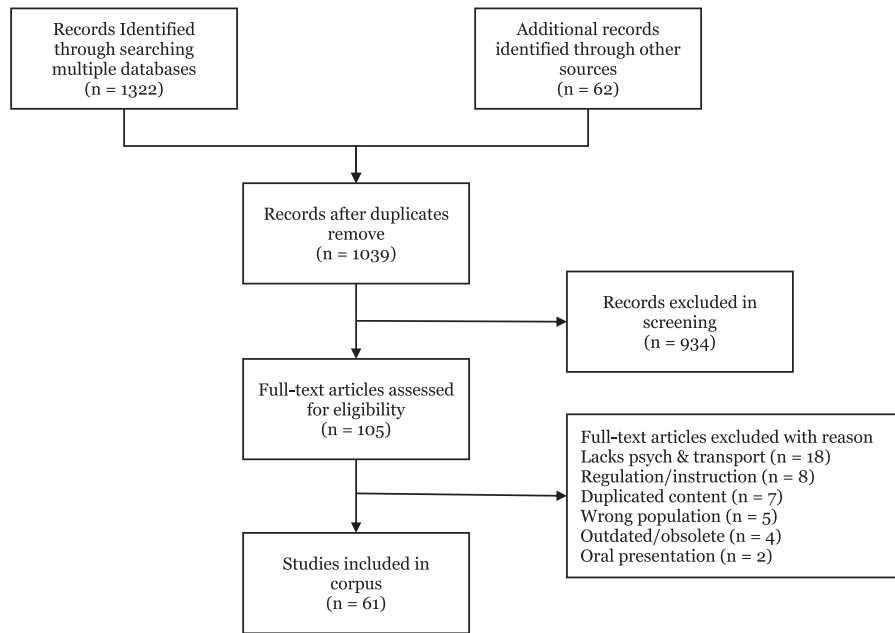 Records Identified
through searching
multiple databases
(n = 1322)
Additional records
identified through other
sources
(n = 62)
Records after duplicates
remove
(n = 1039)
Records excluded in
screening
(n = 934)
Full-text articles assessed
for eligibility
(n = 105)
Full-text articles excluded with reason
Lacks psych & transport (n = 18)
Regulation/instruction (n = 8)
Duplicated content (n = 7)
Wrong population (n = 5)
Outdated/obsolete (n = 4)
Oral presentation (n = 2)
Studies included in
corpus
(n = 61)